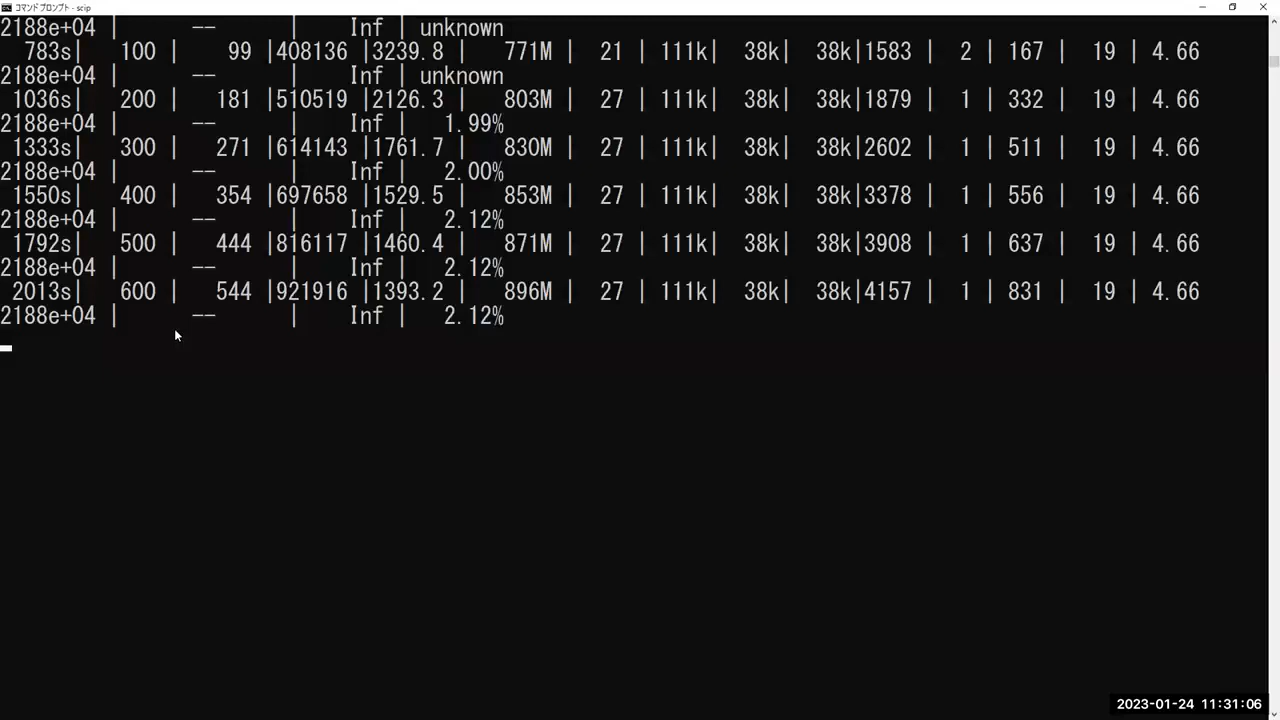 コマンド プロンプト - scip
2188e+04 |      --      |    Inf | unknown
783s|   100 |    99 |408136 |3239.8 |   771M |  21 | 111k|  38k|  38k|1583 |  2 | 167 |  19 | 4.66
2188e+04 |      --      |    Inf | unknown
1036s|   200 |   181 |510519 |2126.3 |   803M |  27 | 111k|  38k|  38k|1879 |  1 | 332 |  19 | 4.66
2188e+04 |      --      |    Inf |   1.99%
1333s|   300 |   271 |614143 |1761.7 |   830M |  27 | 111k|  38k|  38k|2602 |  1 | 511 |  19 | 4.66
2188e+04 |      --      |    Inf |   2.00%
1550s|   400 |   354 |697658 |1529.5 |   853M |  27 | 111k|  38k|  38k|3378 |  1 | 556 |  19 | 4.66
2188e+04 |      --      |    Inf |   2.12%
1792s|   500 |   444 |816117 |1460.4 |   871M |  27 | 111k|  38k|  38k|3908 |  1 | 637 |  19 | 4.66
2188e+04 |      --      |    Inf |   2.12%
2013s|   600 |   544 |921916 |1393.2 |   896M |  27 | 111k|  38k|  38k|4157 |  1 | 831 |  19 | 4.66
2188e+04 |      --      |    Inf |   2.12%
2023-01-24 11:31:06